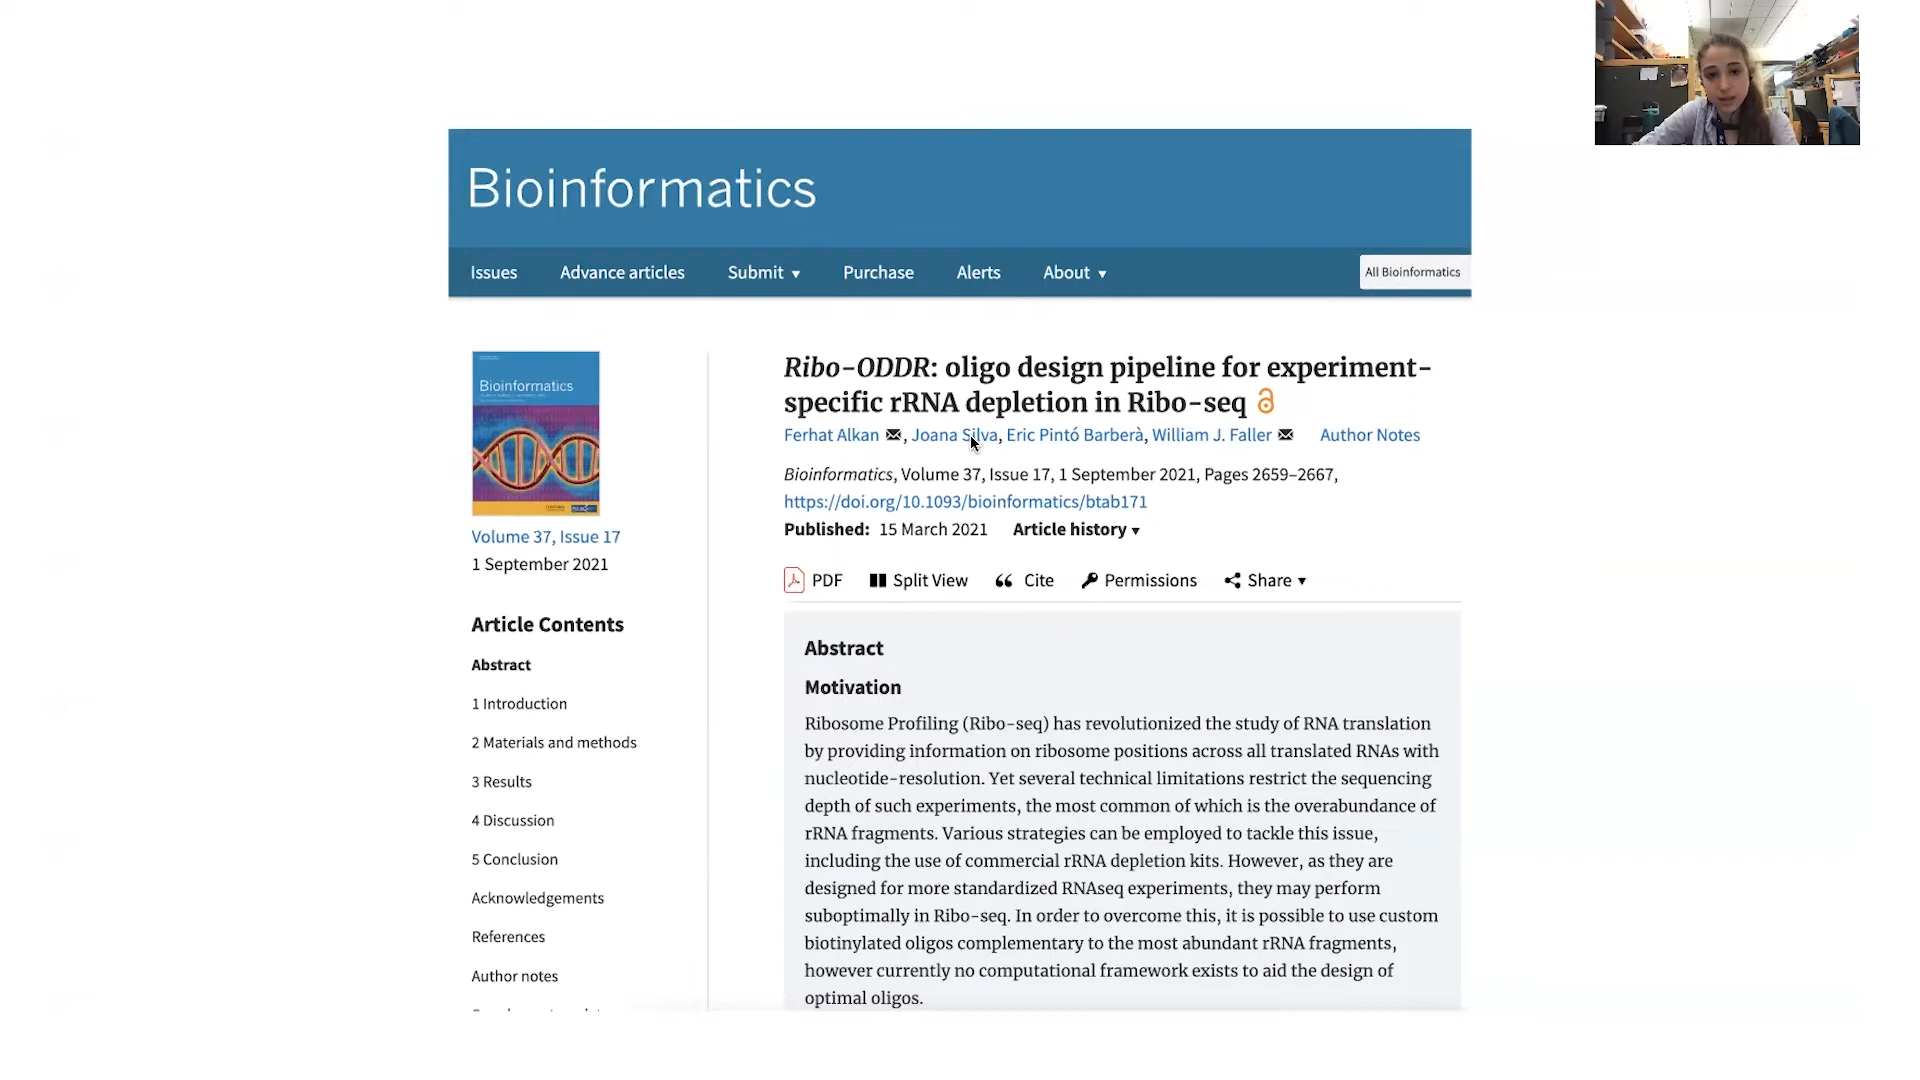 Bioinformatics
Issues Advance articles Submit ▼ Purchase Alerts About ▼ All Bioinformatics
Bioinformatics
Volume 37, Issue 17
1 September 2021
Article Contents
Abstract
1 Introduction
2 Materials and methods
3 Results
4 Discussion
5 Conclusion
Acknowledgements
References
Author notes
Ribo-ODDR: oligo design pipeline for experiment-
specific rRNA depletion in Ribo-seq
Ferhat Alkan, Joana Silva, Eric Pintó Barberà, William J. Faller Author Notes
Bioinformatics, Volume 37, Issue 17, 1 September 2021, Pages 2659–2667,
https://doi.org/10.1093/bioinformatics/btab171
Published: 15 March 2021 Article history ▼
PDF Split View Cite Permissions Share ▼
Abstract
Motivation
Ribosome Profiling (Ribo-seq) has revolutionized the study of RNA translation
by providing information on ribosome positions across all translated RNAs with
nucleotide-resolution. Yet several technical limitations restrict the sequencing
depth of such experiments, the most common of which is the overabundance of
rRNA fragments. Various strategies can be employed to tackle this issue,
including the use of commercial rRNA depletion kits. However, as they are
designed for more standardized RNAseq experiments, they may perform
suboptimally in Ribo-seq. In order to overcome this, it is possible to use custom
biotinylated oligos complementary to the most abundant rRNA fragments,
however currently no computational framework exists to aid the design of
optimal oligos.